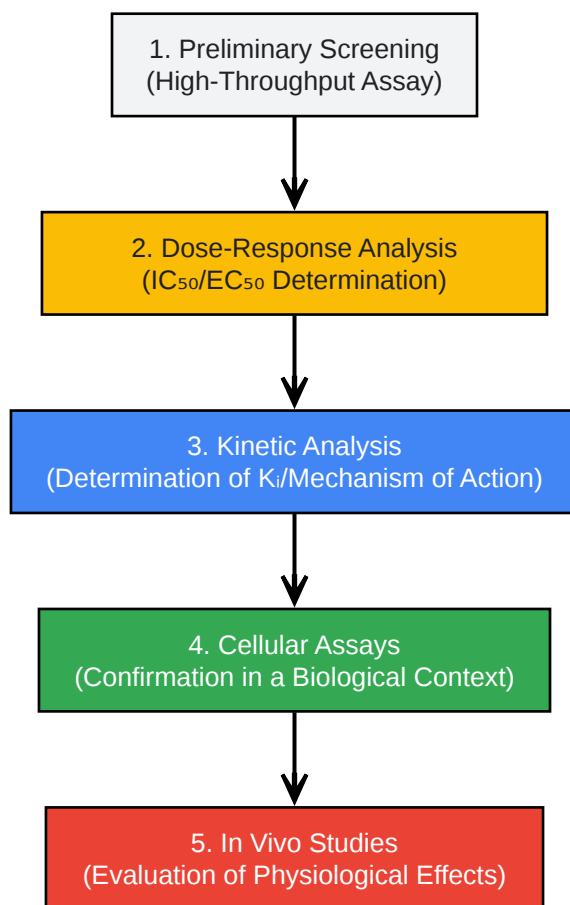 1. Preliminary Screening
(High-Throughput Assay)
2. Dose-Response Analysis
(IC₅₀/EC₅₀ Determination)
3. Kinetic Analysis
(Determination of Kᵢ/Mechanism of Action)
4. Cellular Assays
(Confirmation in a Biological Context)
5. In Vivo Studies
(Evaluation of Physiological Effects)